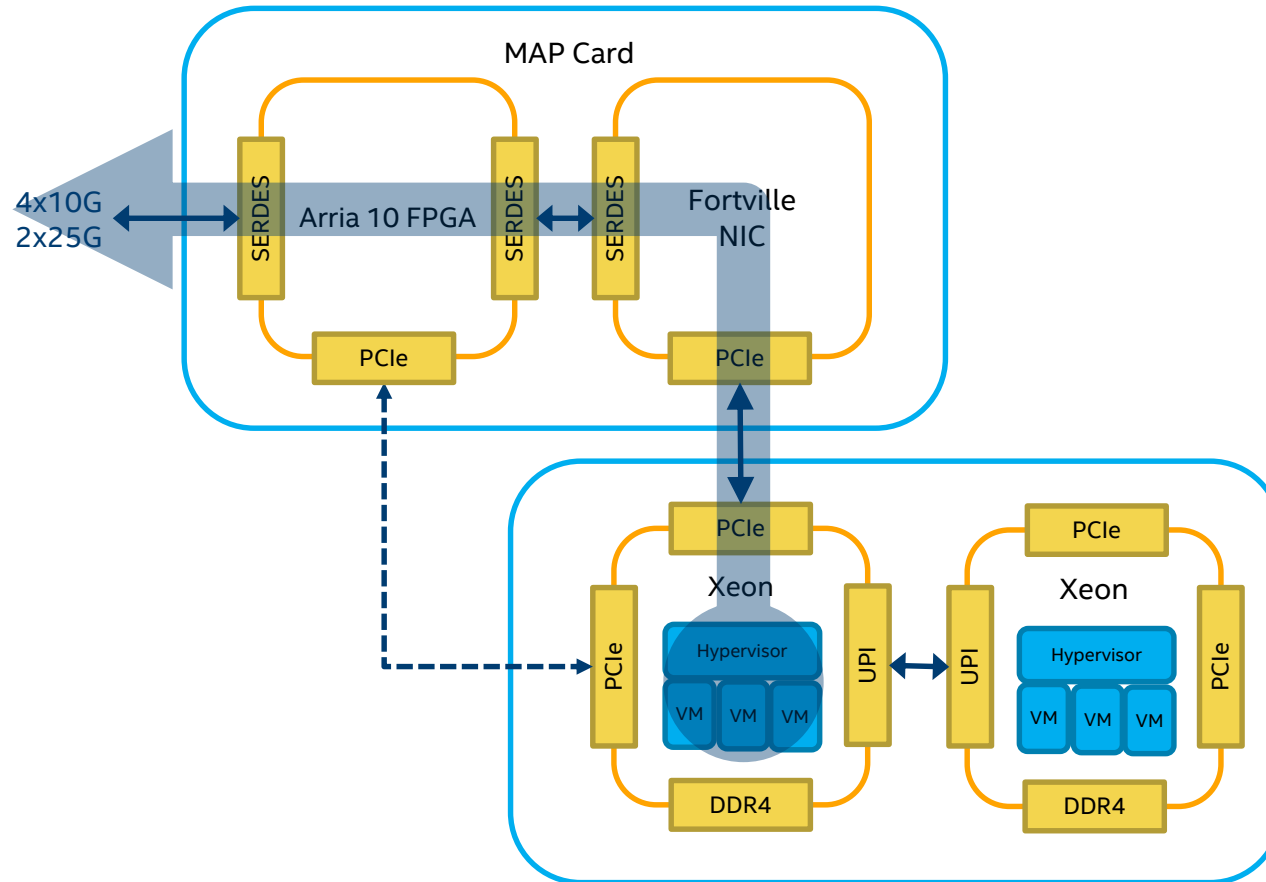 MAP Card
4x10G
2x25G
SERDES
Arria 10 FPGA
SERDES
SERDES
Fortville
NIC
PCIe
PCIe
PCIe
PCIe
Xeon
Xeon
PCIe
Hypervisor
VM
VM
VM
UPI
UPI
Hypervisor
VM
VM
VM
PCIe
DDR4
DDR4